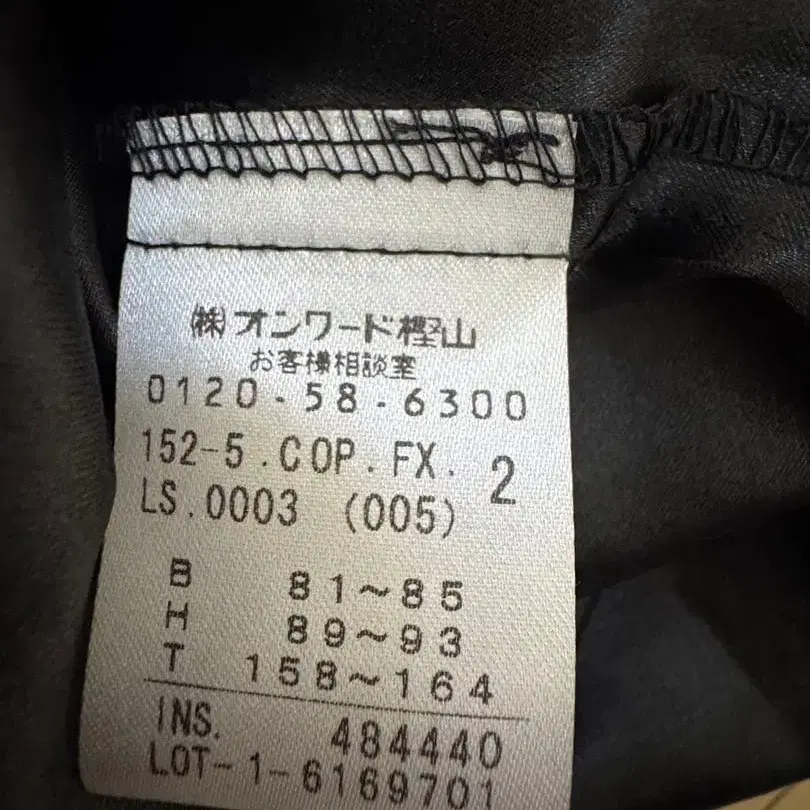 ㈱オンワード樫山
お客様相談室
0120-58-6300
152-5.COP.FX. 2
LS.0003 (005)
B 81~85
H 89~93
T 158~164
INS. 484440
LOT-1-6169701